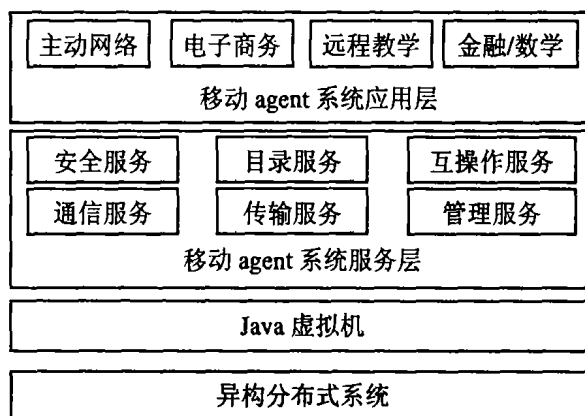 主动网络 电子商务 远程教学 金融/数学
移动 agent 系统应用层
安全服务 目录服务 互操作服务
通信服务 传输服务 管理服务
移动 agent 系统服务层
Java 虚拟机
异构分布式系统